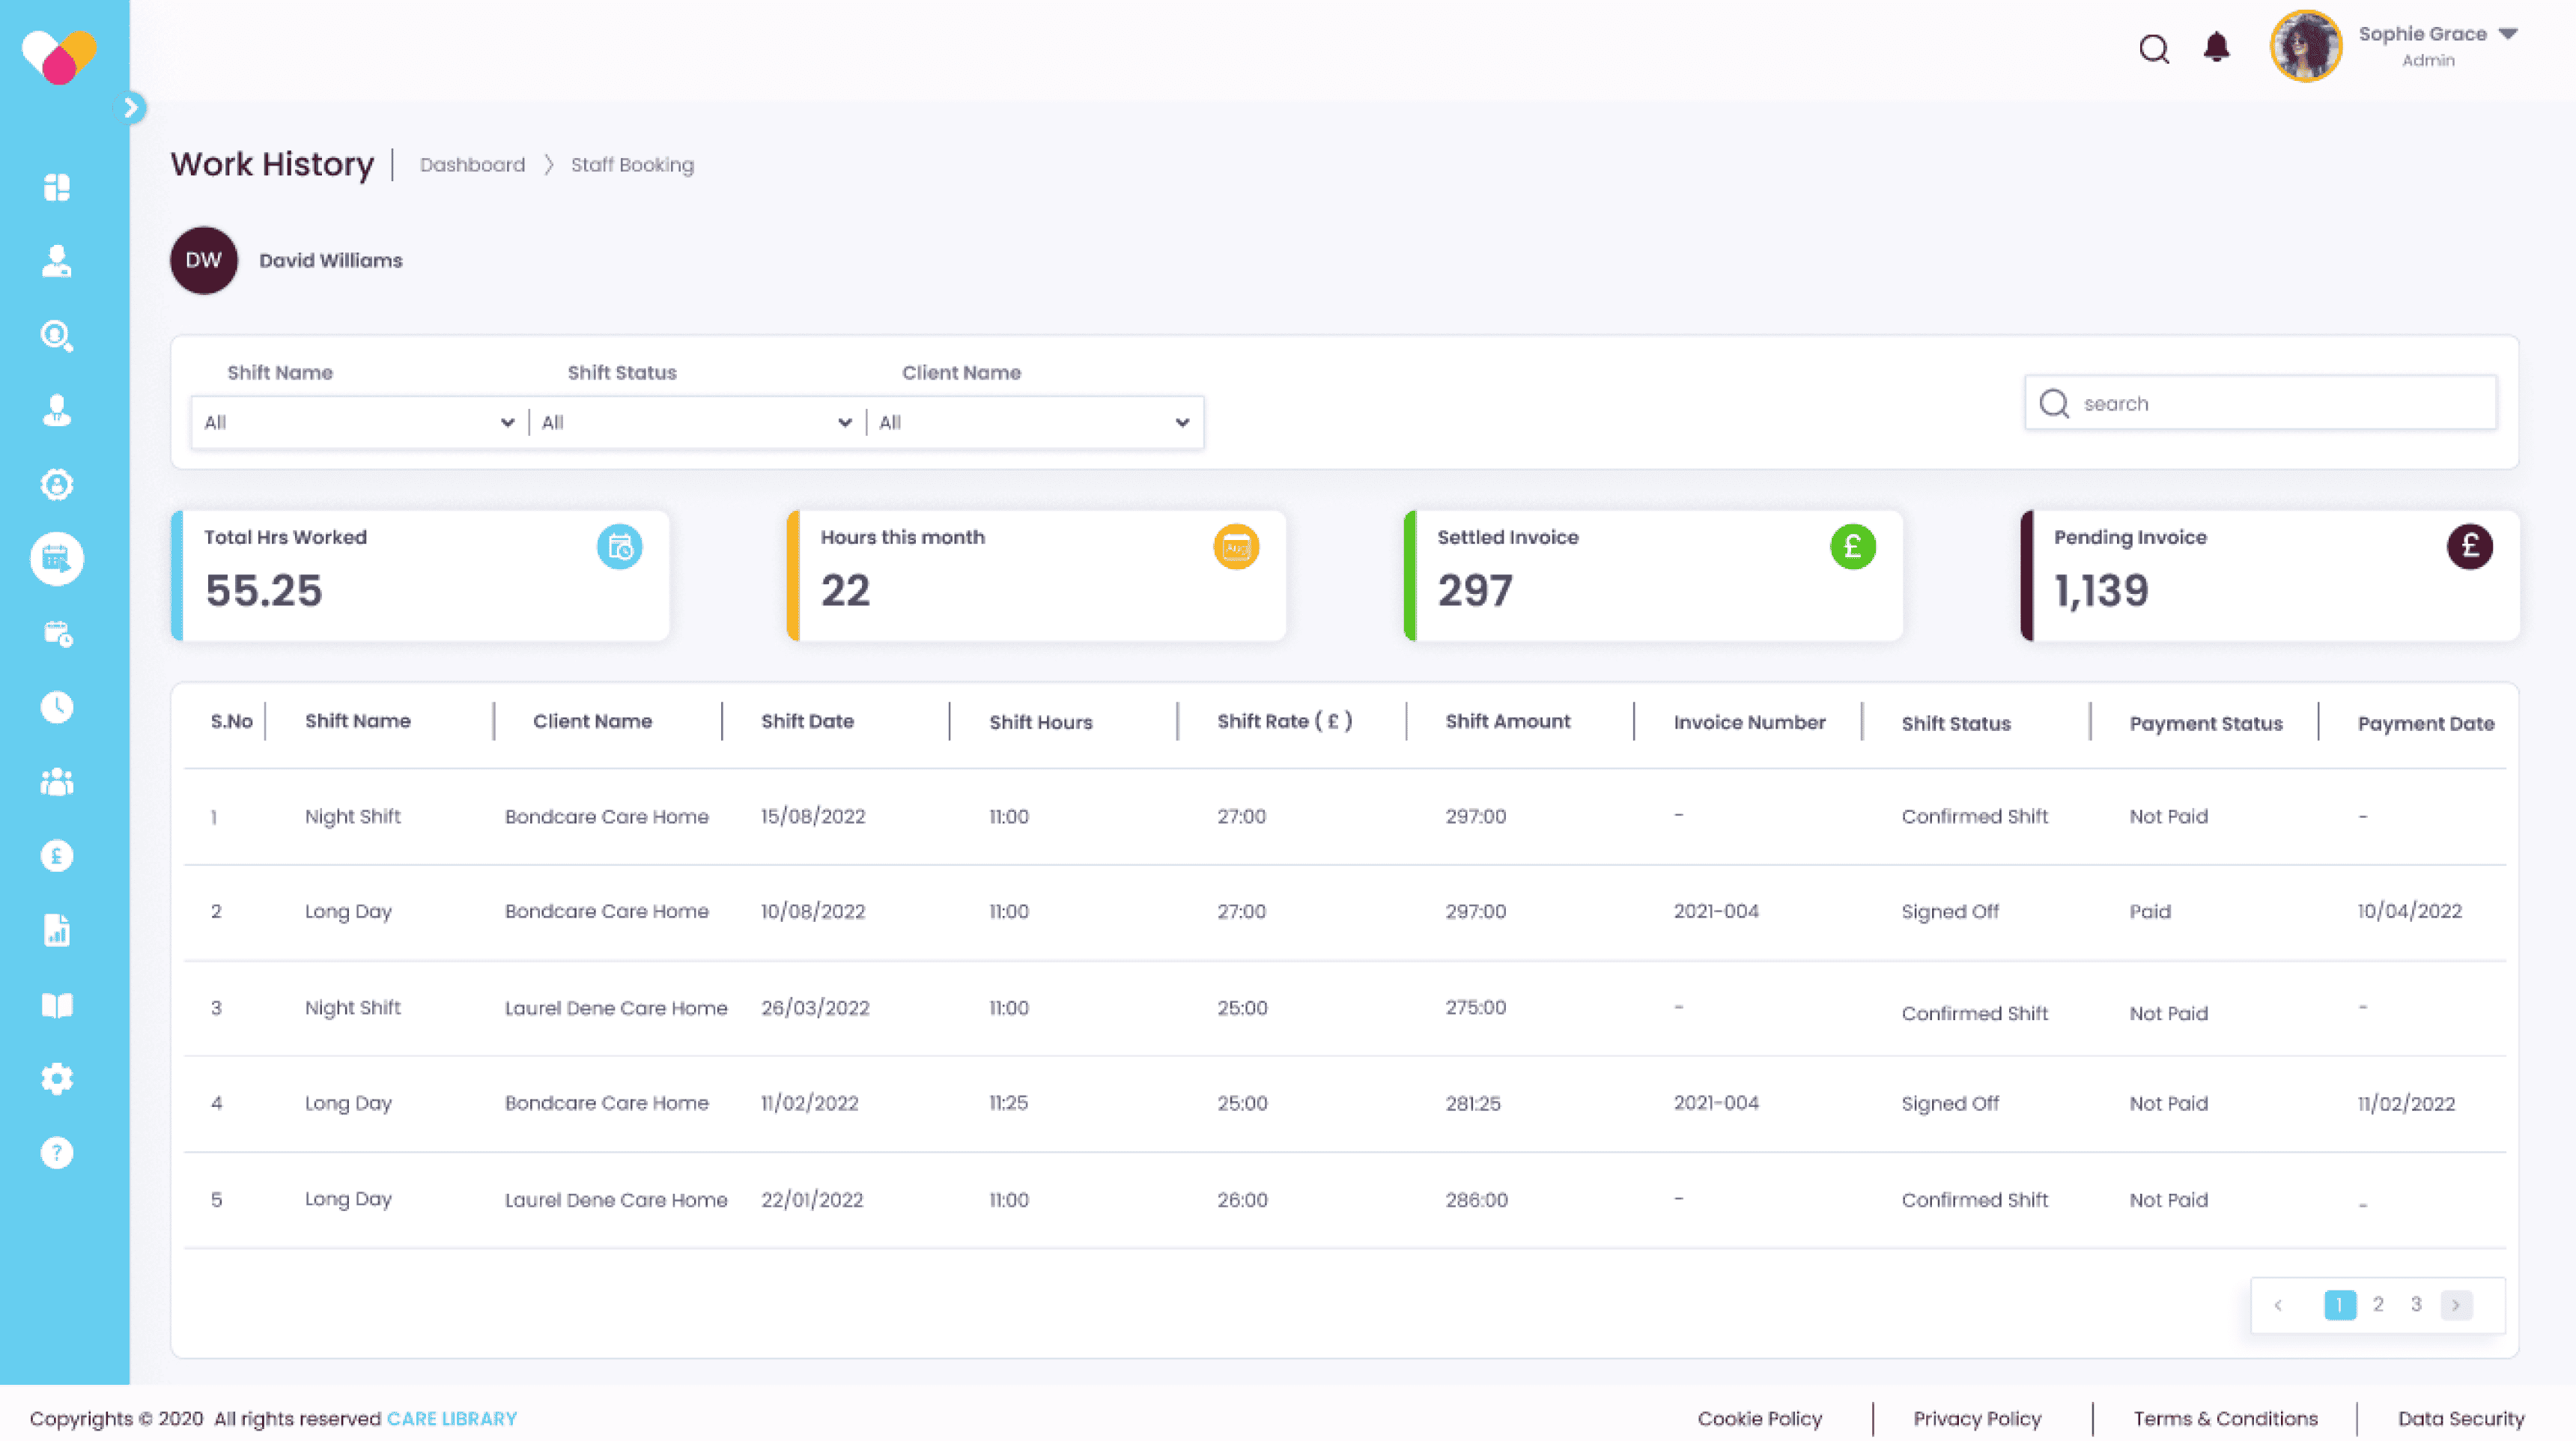 Sophie Grace
Admin
Work History | Dashboard > Staff Booking
DW David Williams
Shift Name Shift Status Client Name
All All All
search
Total Hrs Worked
55.25
Hours this month
Aug
22
Settled Invoice
£
297
Pending Invoice
£
1,139
S.No Shift Name Client Name Shift Date Shift Hours Shift Rate ( £ ) Shift Amount Invoice Number Shift Status Payment Status Payment Date
1 Night Shift Bondcare Care Home 15/08/2022 11:00 27:00 297:00 - Confirmed Shift Not Paid -
2 Long Day Bondcare Care Home 10/08/2022 11:00 27:00 297:00 2021-004 Signed Off Paid 10/04/2022
3 Night Shift Laurel Dene Care Home 26/03/2022 11:00 25:00 275:00 - Confirmed Shift Not Paid -
4 Long Day Bondcare Care Home 11/02/2022 11:25 25:00 281:25 2021-004 Signed Off Not Paid 11/02/2022
5 Long Day Laurel Dene Care Home 22/01/2022 11:00 26:00 286:00 - Confirmed Shift Not Paid -
< 1 2 3 >
£
?
Copyrights © 2020 All rights reserved CARE LIBRARY
Cookie Policy | Privacy Policy | Terms & Conditions | Data Security